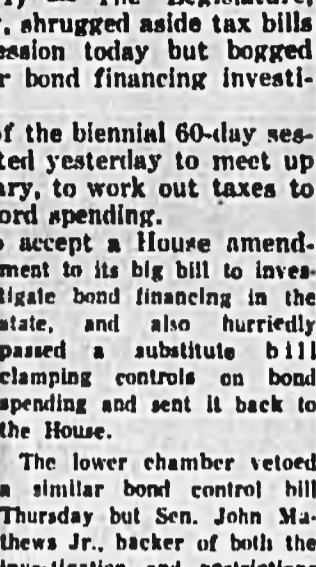 The Legislature,
, shrugged aside tax bills
ession today but bogged
r bond financing investi-
of the biennial 60-day ses-
ted yesterday to meet up
ary, to work out taxes to
ord spending.
o accept a House amend-
ment to its big bill to inves-
tigate bond financing in the
state, and also hurriedly
passed a substitute bill
clamping controls on bond
spending and sent it back to
the House.
The lower chamber vetoed
a similar bond control bill
Thursday but Sen. John Ma-
thews Jr., backer of both the
investigation and restrictions